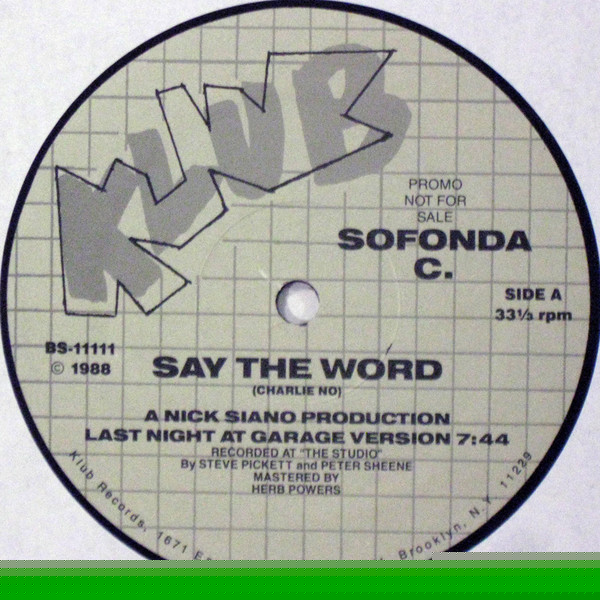 KLUB
PROMO
NOT FOR
SALE
SOFONDA
C.
SIDE A
33⅓ rpm
BS-11111
© 1988
SAY THE WORD
(CHARLIE NO)
A NICK SIANO PRODUCTION
LAST NIGHT AT GARAGE VERSION 7:44
RECORDED AT "THE STUDIO"
By STEVE PICKETT and PETER SHEENE
MASTERED BY
HERB POWERS
Klub Records, 1671 Brooklyn, N.Y. 11229